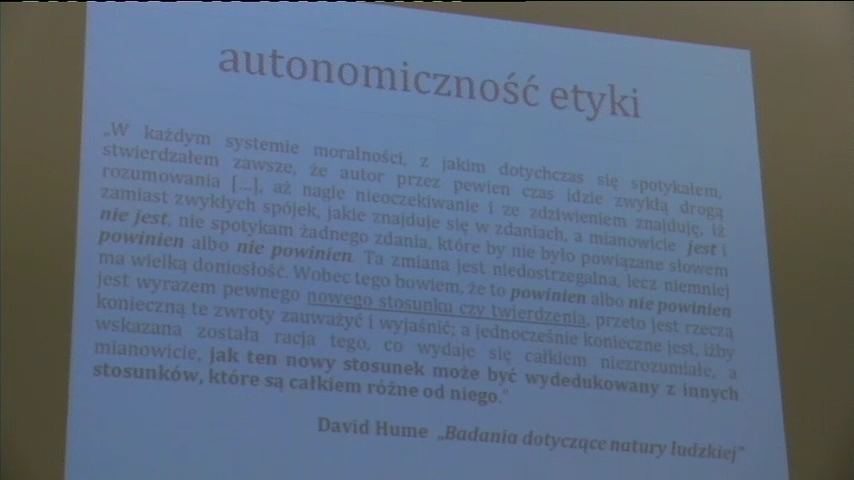 autonomiczność etyki
„W każdym systemie moralności, z jakim dotychczas się spotykałem,
stwierdzałem zawsze, że autor przez pewien czas idzie zwykłą drogą
rozumowania [...], aż nagle nieoczekiwanie i ze zdziwieniem znajduję, iż
zamiast zwykłych spójek, jakie znajduje się w zdaniach, a mianowicie jest i
nie jest, nie spotykam żadnego zdania, które by nie było powiązane słowem
powinien albo nie powinien. Ta zmiana jest niedostrzegalna, lecz niemniej
ma wielką doniosłość. Wobec tego bowiem, że to powinien albo nie powinien
jest wyrazem pewnego nowego stosunku czy twierdzenia, przeto jest rzeczą
konieczną te zwroty zauważyć i wyjaśnić; a jednocześnie konieczne jest, iżby
wskazana została racja tego, co wydaje się całkiem niezrozumiałe, a
mianowicie, jak ten nowy stosunek może być wydedukowany z innych
stosunków, które są całkiem różne od niego."
David Hume „Badania dotyczące natury ludzkiej"